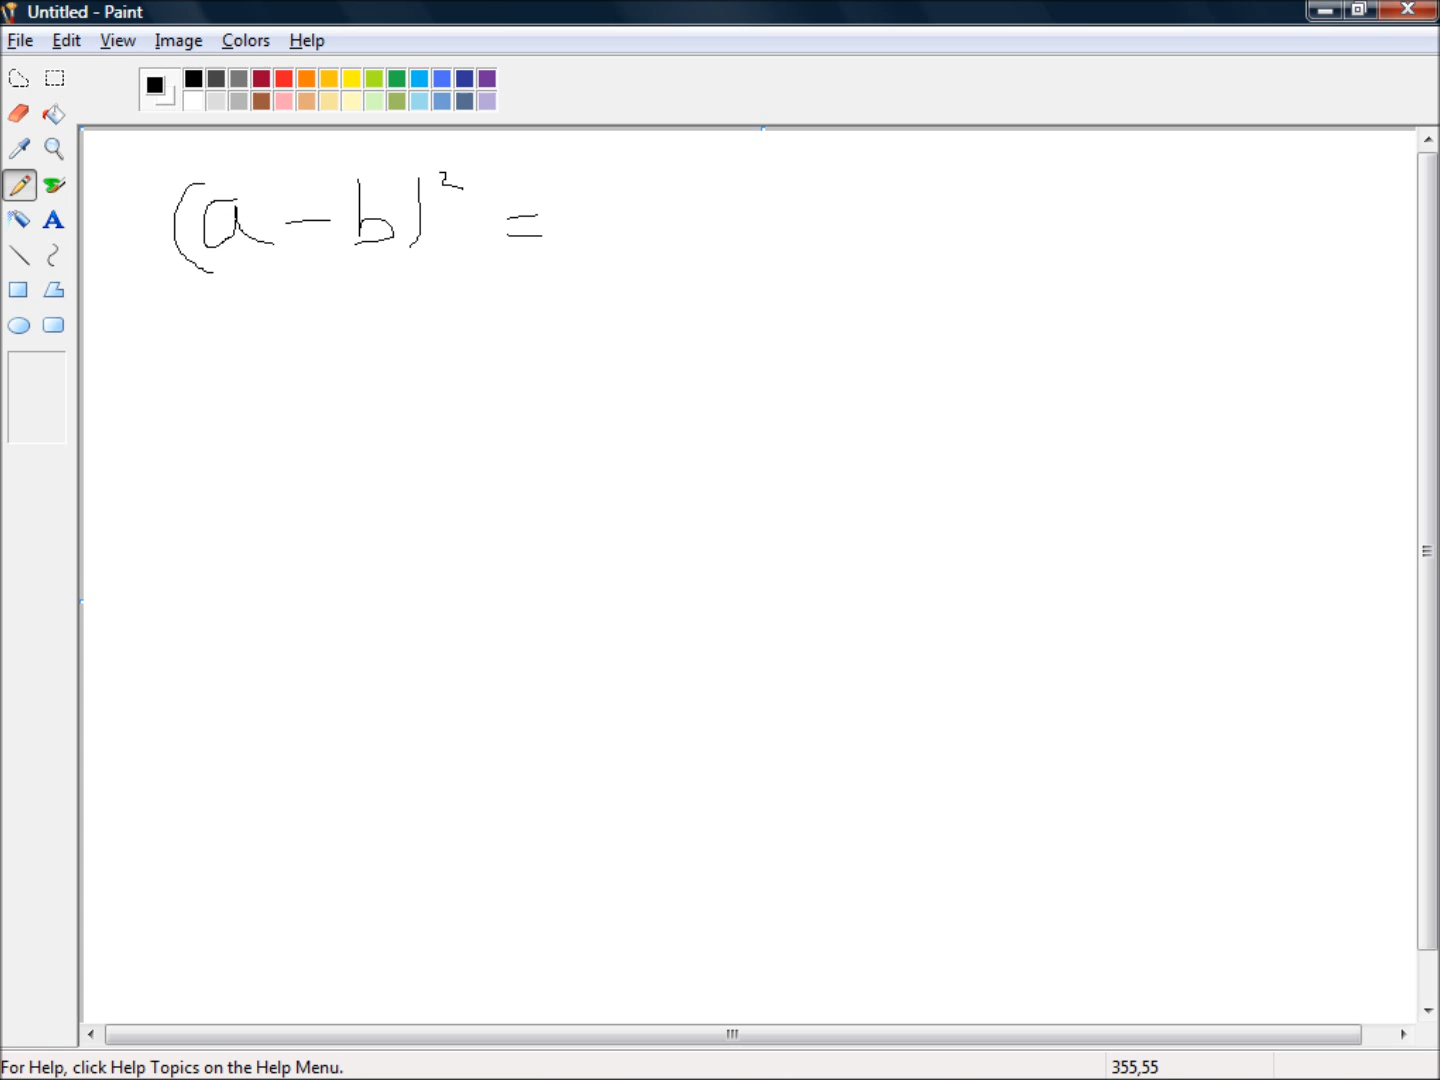 Untitled - Paint
File Edit View Image Colors Help
A
(a - b)² =
For Help, click Help Topics on the Help Menu.
355,55